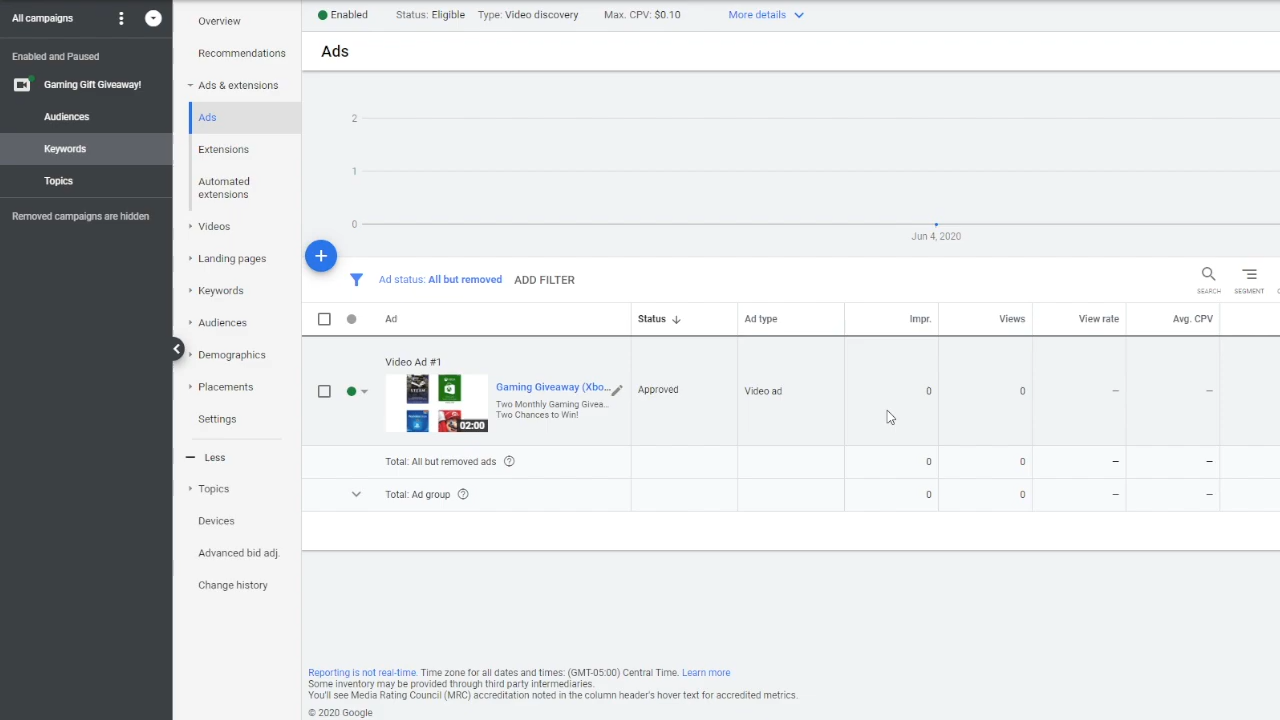 All campaigns
Enabled and Paused
Gaming Gift Giveaway!
Audiences
Keywords
Topics
Removed campaigns are hidden
Overview
Recommendations
Ads & extensions
Ads
Extensions
Automated
extensions
Videos
Landing pages
Keywords
Audiences
Demographics
Placements
Settings
Less
Topics
Devices
Advanced bid adj.
Change history
Enabled Status: Eligible Type: Video discovery Max. CPV: $0.10 More details
Ads
2
1
0
Jun 4, 2020
Ad status: All but removed ADD FILTER
SEARCH SEGMENT
Ad Status Ad type Impr. Views View rate Avg. CPV
Video Ad #1
Gaming Giveaway (Xbo...
Two Monthly Gaming Givea...
Two Chances to Win!
02:00
Approved Video ad 0 0 – –
Total: All but removed ads 0 0 – –
Total: Ad group 0 0 – –
Reporting is not real-time. Time zone for all dates and times: (GMT-05:00) Central Time. Learn more
Some inventory may be provided through third party intermediaries.
You'll see Media Rating Council (MRC) accreditation noted in the column header's hover text for accredited metrics.
© 2020 Google